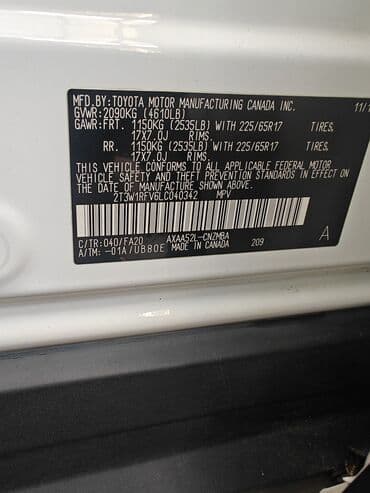 MFD.BY:TOYOTA MOTOR MANUFACTURING CANADA INC. 11/1
GVWR:2090KG (4610LB)
GAWR:FRT. 1150KG (2535LB) WITH 225/65R17 TIRES,
17X7.0J RIMS.
RR. 1150KG (2535LB) WITH 225/65R17 TIRES,
17X7.0J RIMS.
THIS VEHICLE CONFORMS TO ALL APPLICABLE FEDERAL MOTOR
VEHICLE SAFETY, BUMPER, AND THEFT PREVENTION STANDARDS IN
EFFECT ON THE DATE OF MANUFACTURE SHOWN ABOVE.
2T3W1RFV6LC040342 MPV
C/TR:040/FA20 AXAA52L-CNZMBA 209 A
A/TM:-01A/UB80E MADE IN CANADA